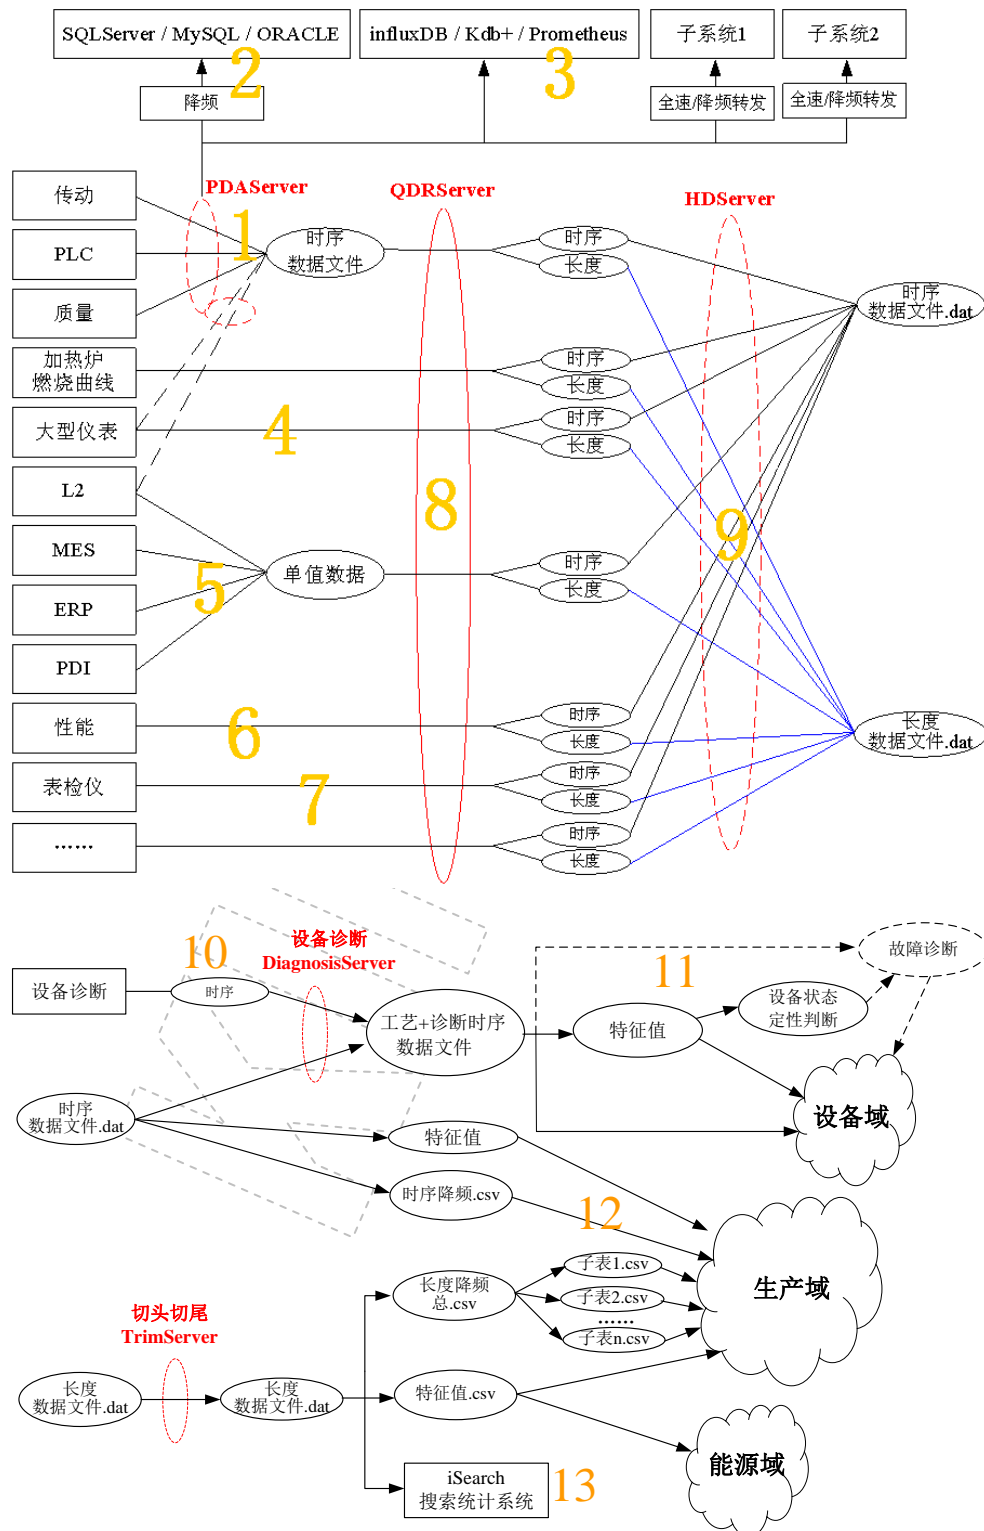 SQLServer / MySQL / ORACLE
influxDB / Kdb+ / Prometheus
子系统1
子系统2
2
3
降频
全速/降频转发
全速/降频转发
PDAServer
QDRServer
HDServer
传动
1
时序
数据文件
时序
长度
PLC
质量
时序
数据文件.dat
加热炉
燃烧曲线
时序
长度
大型仪表
4
时序
长度
L2
8
9
MES
5
单值数据
时序
长度
ERP
PDI
性能
6
时序
长度
长度
数据文件.dat
表检仪
7
时序
长度
……
时序
长度
设备诊断
DiagnosisServer
10
11
故障诊断
设备诊断
时序
工艺+诊断时序
数据文件
特征值
设备状态
定性判断
时序
数据文件.dat
设备域
特征值
时序降频.csv
12
切头切尾
TrimServer
长度降频
总.csv
子表1.csv
子表2.csv
……
子表n.csv
生产域
长度
数据文件.dat
长度
数据文件.dat
特征值.csv
能源域
iSearch
搜索统计系统
13